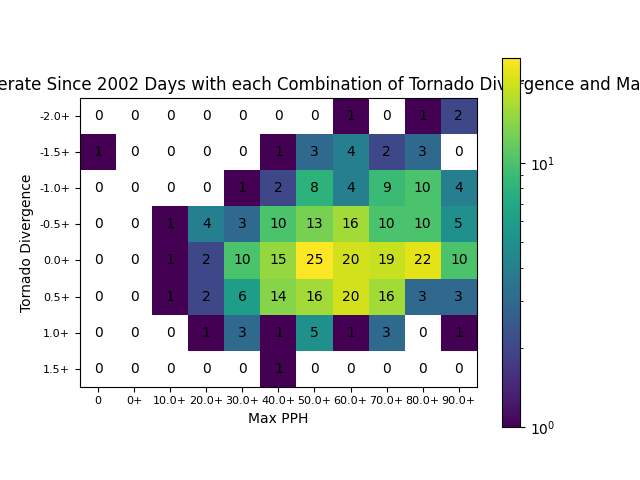 erate Since 2002 Days with each Combination of Tornado Divergence and Ma
-2.0+ 0 0 0 0 0 0 0 1 0 1 2
-1.5+ 1 0 0 0 0 1 3 4 2 3 0
-1.0+ 0 0 0 0 1 2 8 4 9 10 4
-0.5+ 0 0 1 4 3 10 13 16 10 10 5
0.0+ 0 0 1 2 10 15 25 20 19 22 10
0.5+ 0 0 1 2 6 14 16 20 16 3 3
1.0+ 0 0 0 1 3 1 5 1 3 0 1
1.5+ 0 0 0 0 0 1 0 0 0 0 0
0 0+ 10.0+ 20.0+ 30.0+ 40.0+ 50.0+ 60.0+ 70.0+ 80.0+ 90.0+
Max PPH
Tornado Divergence
10¹
10⁰